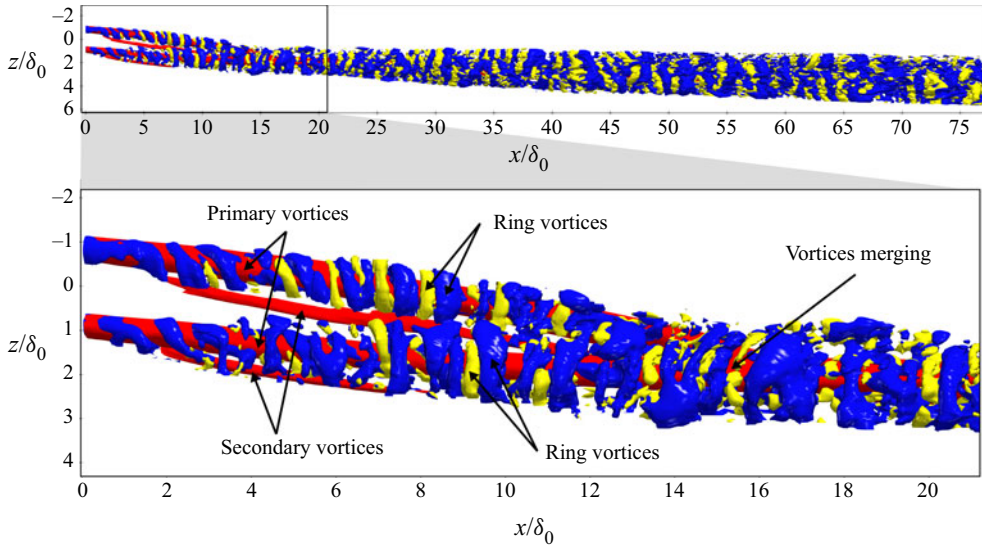 −2
0
2
4
6
z/δ0
0 5 10 15 20 25 30 35 40 45 50 55 60 65 70 75
x/δ0
−2
−1
0
1
2
3
4
z/δ0
Primary vortices
Ring vortices
Vortices merging
Secondary vortices
Ring vortices
0 2 4 6 8 10 12 14 16 18 20
x/δ0